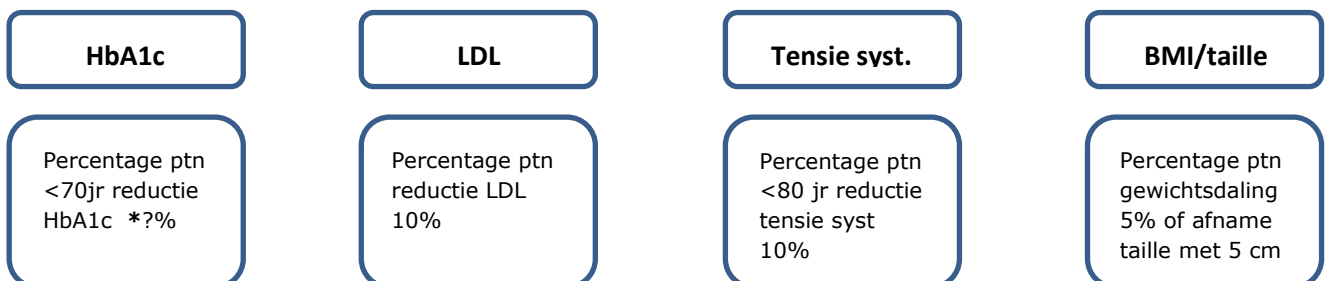 HbA1c
LDL
Tensie syst.
BMI/taille
Percentage ptn
<70jr reductie
HbA1c *?%
Percentage ptn
reductie LDL
10%
Percentage ptn
<80 jr reductie
tensie syst
10%
Percentage ptn
gewichtsdaling
5% of afname
taille met 5 cm